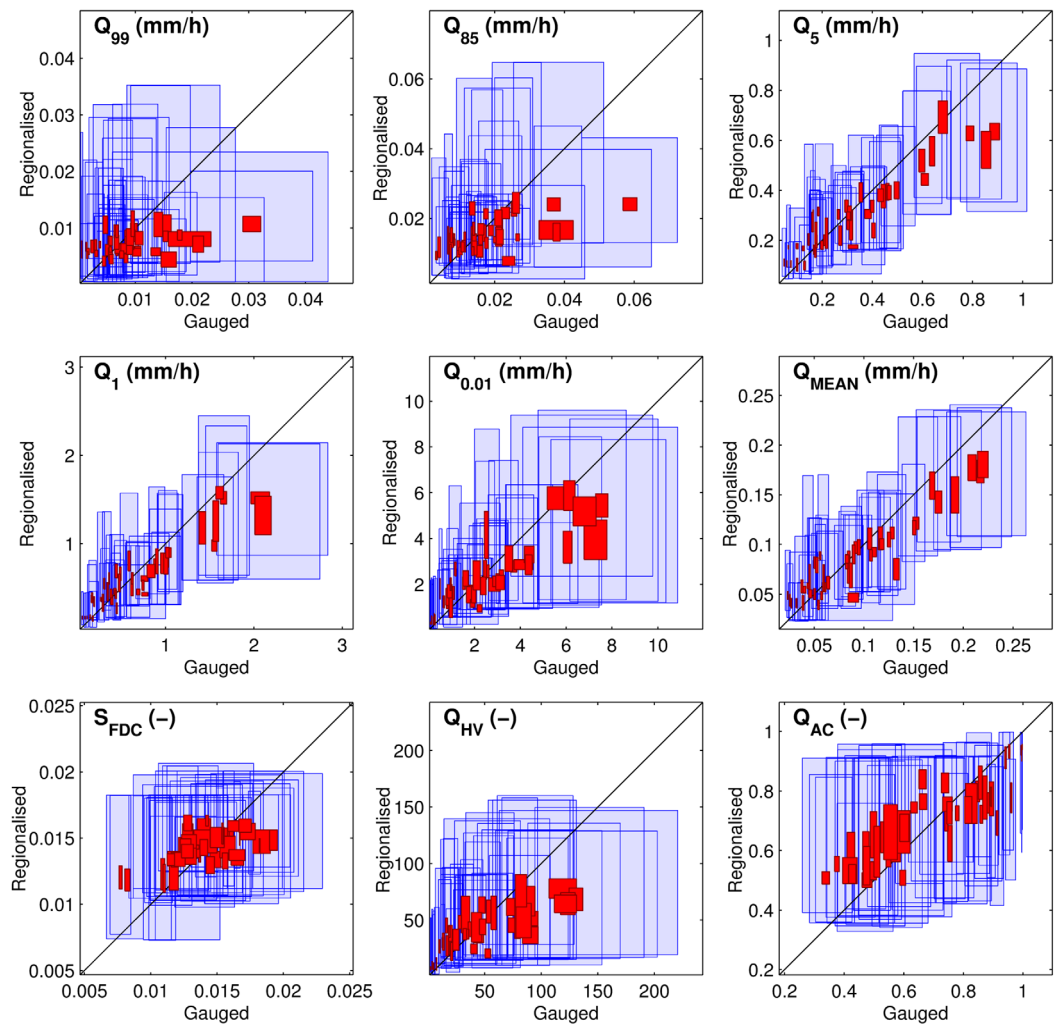 Q99 (mm/h)
0.04
0.03
0.02
0.01
Regionalised
0.01 0.02 0.03 0.04
Gauged
Q85 (mm/h)
0.06
0.04
0.02
Regionalised
0.02 0.04 0.06
Gauged
Q5 (mm/h)
1
0.8
0.6
0.4
0.2
Regionalised
0.2 0.4 0.6 0.8 1
Gauged
Q1 (mm/h)
3
2
1
Regionalised
1 2 3
Gauged
Q0.01 (mm/h)
10
8
6
4
2
Regionalised
2 4 6 8 10
Gauged
QMEAN (mm/h)
0.25
0.2
0.15
0.1
0.05
Regionalised
0.05 0.1 0.15 0.2 0.25
Gauged
SFDC (−)
0.025
0.02
0.015
0.01
0.005
Regionalised
0.005 0.01 0.015 0.02 0.025
Gauged
QHV (−)
200
150
100
50
Regionalised
50 100 150 200
Gauged
QAC (−)
1
0.8
0.6
0.4
0.2
Regionalised
0.2 0.4 0.6 0.8 1
Gauged